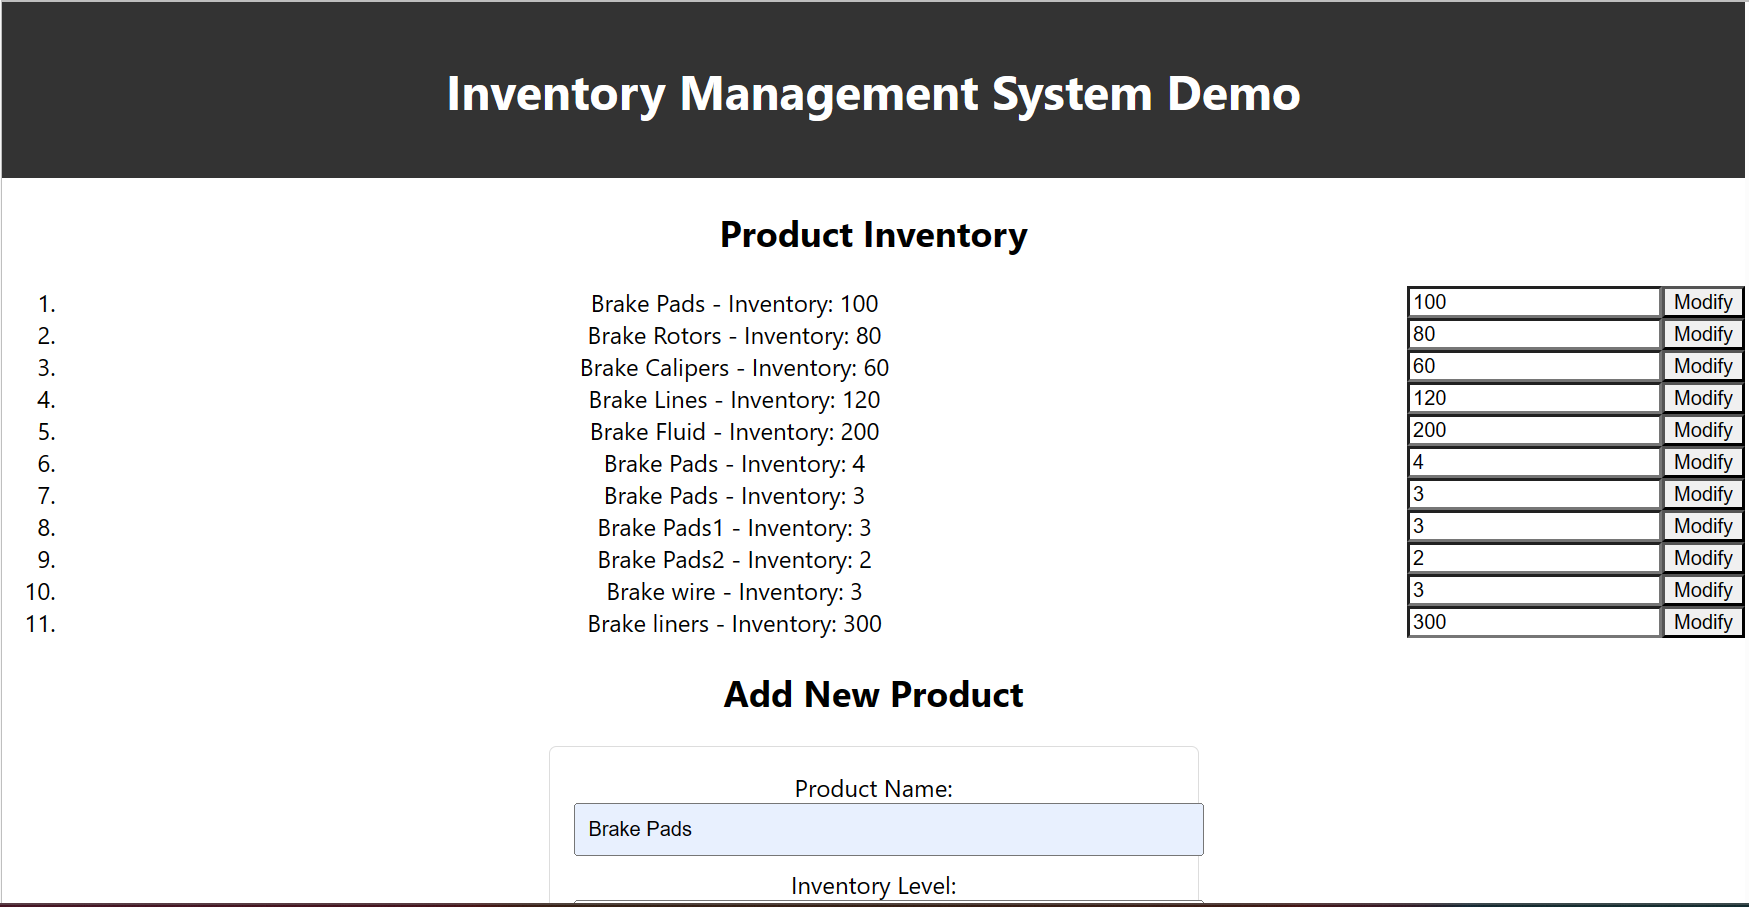 Inventory Management System Demo
Product Inventory
1. Brake Pads - Inventory: 100 100 Modify
2. Brake Rotors - Inventory: 80 80 Modify
3. Brake Calipers - Inventory: 60 60 Modify
4. Brake Lines - Inventory: 120 120 Modify
5. Brake Fluid - Inventory: 200 200 Modify
6. Brake Pads - Inventory: 4 4 Modify
7. Brake Pads - Inventory: 3 3 Modify
8. Brake Pads1 - Inventory: 3 3 Modify
9. Brake Pads2 - Inventory: 2 2 Modify
10. Brake wire - Inventory: 3 3 Modify
11. Brake liners - Inventory: 300 300 Modify
Add New Product
Product Name:
Brake Pads
Inventory Level: